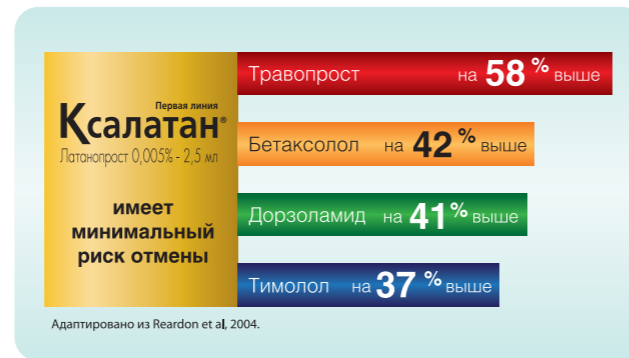 Первая линия
Ксалатан®
Латанопрост 0,005% - 2,5 мл
имеет
минимальный
риск отмены
Травопрост на 58 % выше
Бетаксолол на 42 % выше
Дорзоламид на 41% выше
Тимолол на 37 % выше
Адаптировано из Reardon et al, 2004.